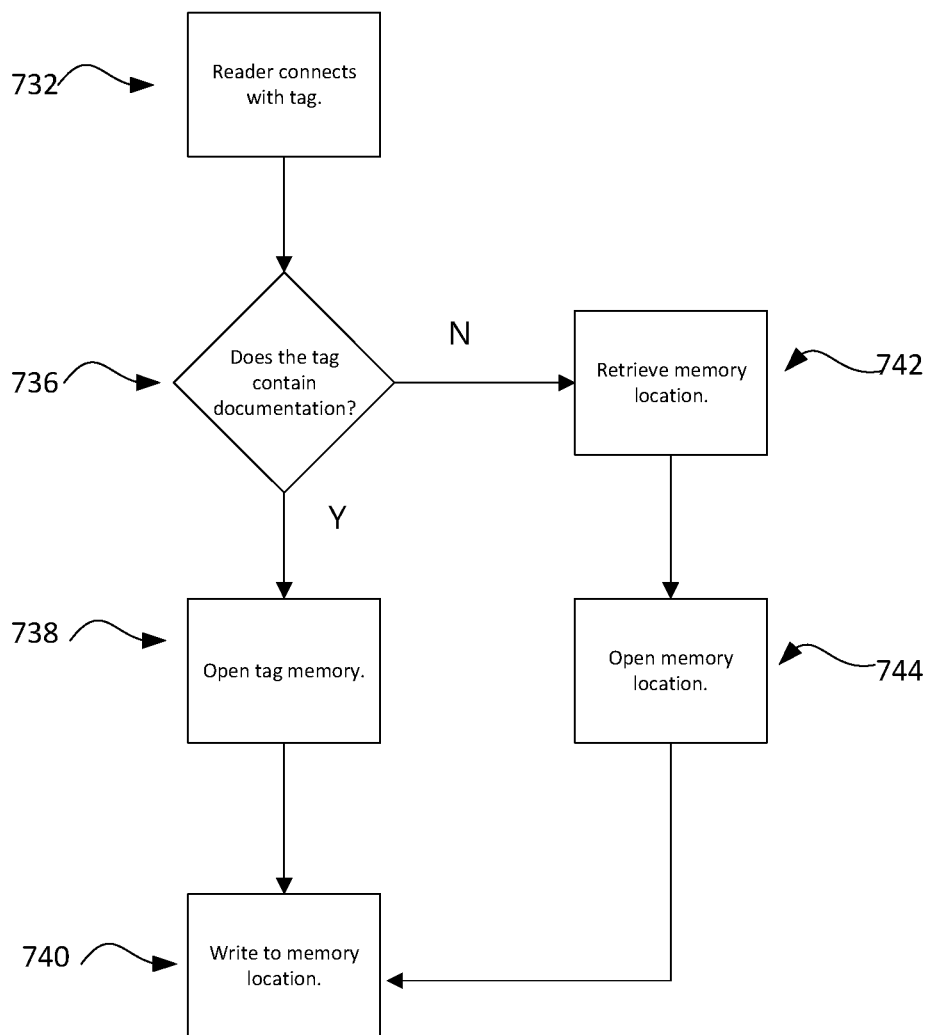 732
Reader connects
with tag.
736
Does the tag
contain
documentation?
N
Retrieve memory
location.
742
Y
738
Open tag memory.
Open memory
location.
744
740
Write to memory
location.